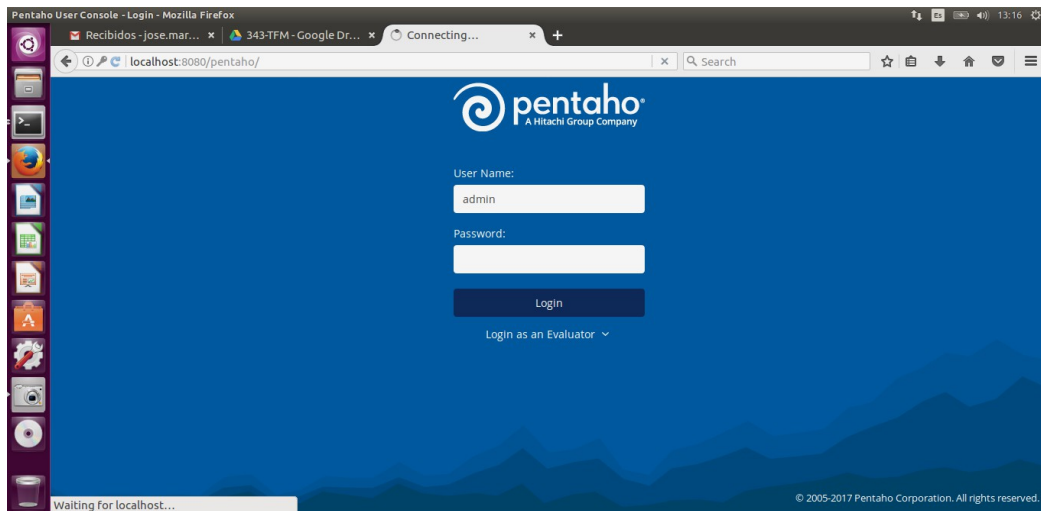 Pentaho User Console - Login - Mozilla Firefox
Es
13:16
Recibidos - jose.mar...
343-TFM - Google Dr...
Connecting...
localhost:8080/pentaho/
Search
pentaho®
A Hitachi Group Company
User Name:
admin
Password:
Login
Login as an Evaluator
© 2005-2017 Pentaho Corporation. All rights reserved.
Waiting for localhost...